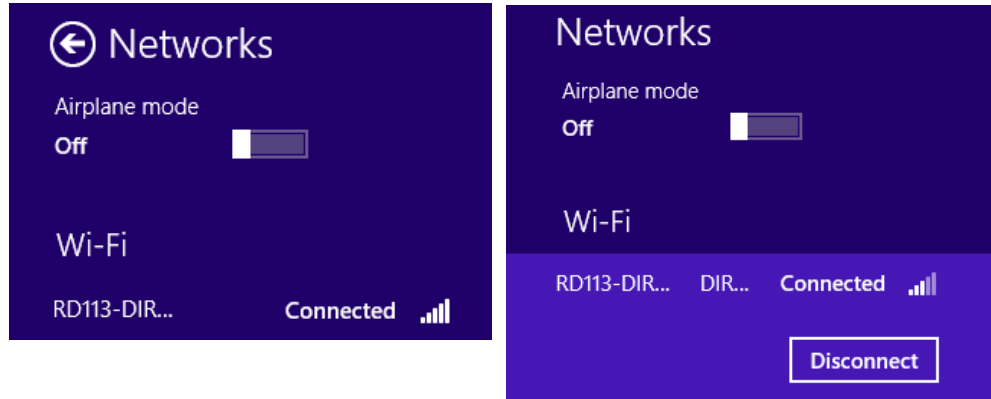 Networks
Airplane mode
Off
Wi-Fi
RD113-DIR... Connected
Networks
Airplane mode
Off
Wi-Fi
RD113-DIR... DIR... Connected
Disconnect